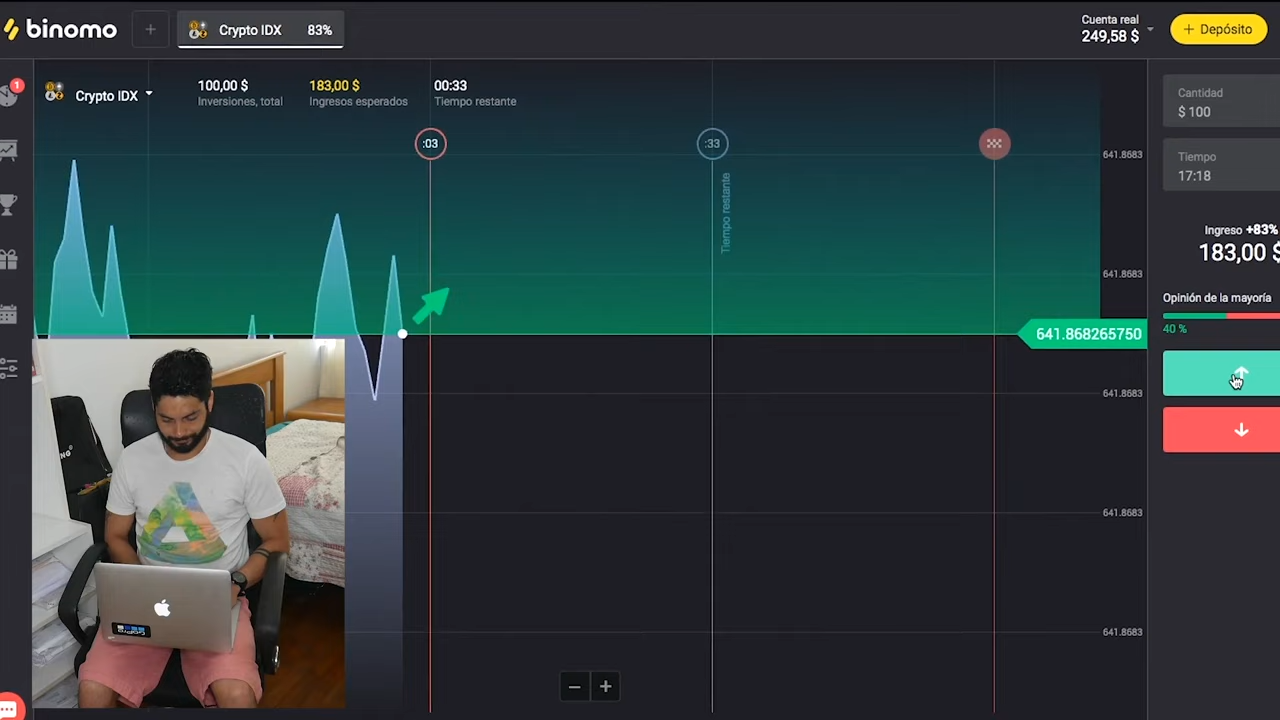 binomo
+
Crypto IDX 83%
Cuenta real
249,58 $
+ Depósito
1
Crypto IDX
100,00 $
Inversiones, total
183,00 $
Ingresos esperados
00:33
Tiempo restante
:03
:33
Tiempo restante
641.8683
641.8683
641.868265750
641.8683
641.8683
641.8683
Cantidad
$ 100
Tiempo
17:18
Ingreso +83%
183,00 $
Opinión de la mayoría
40 %
GoPro
− +